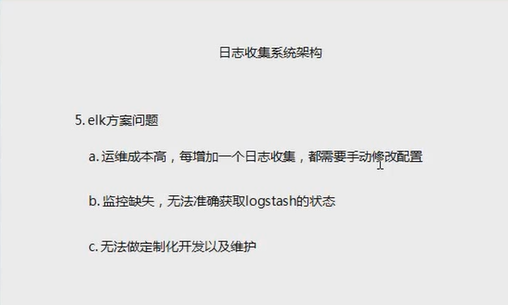 日志收集系统架构
5. elk方案问题
a. 运维成本高，每增加一个日志收集，都需要手动修改配置
b. 监控缺失，无法准确获取logstash的状态
c. 无法做定制化开发以及维护